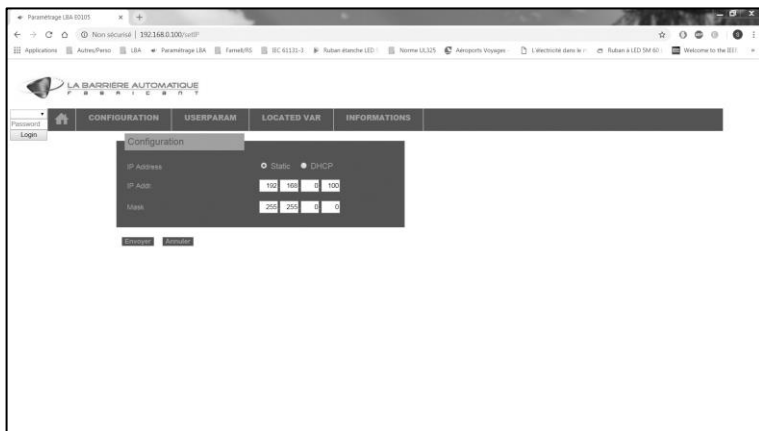 Paramétrage LBA 03101
Non sécurisé | 192.168.0.100/setIP
Applications Autres/Perso LBA Paramétrage LBA Farnell/RS IEC 61131-3 Ruban étanche LED Norme UL325 Aéroports Voyages L'électricité dans le Ruban à LED 5M 60 Welcome to the
LA BARRIÈRE AUTOMATIQUE
FABRICANT
CONFIGURATION USERPARAM LOCATED VAR INFORMATIONS
Password
Login
Configuration
IP Address Static DHCP
IP Addr: 192 168 0 100
Mask 255 255 0 0
Envoyer Annuler